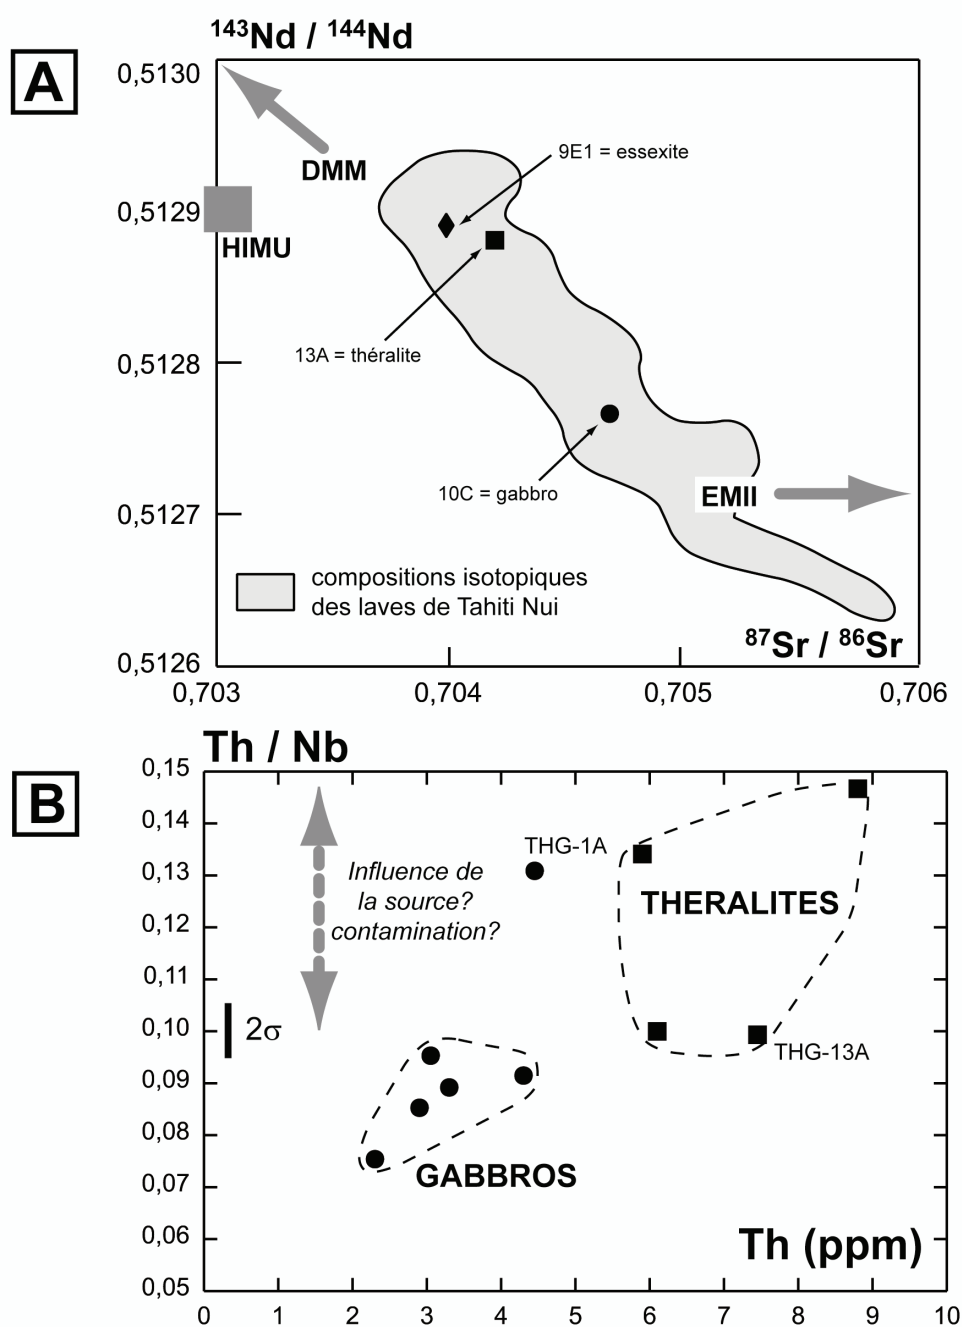 A
¹⁴³Nd / ¹⁴⁴Nd
0,5130
DMM
9E1 = essexite
0,5129
HIMU
13A = théralite
0,5128
10C = gabbro
EMII
0,5127
compositions isotopiques
des laves de Tahiti Nui
⁸⁷Sr / ⁸⁶Sr
0,5126
0,703 0,704 0,705 0,706
B
Th / Nb
0,15
0,14
0,13
0,12
0,11
0,10
0,09
0,08
0,07
0,06
0,05
THG-1A
Influence de
la source?
contamination?
THERALITES
2σ
THG-13A
GABBROS
Th (ppm)
0 1 2 3 4 5 6 7 8 9 10